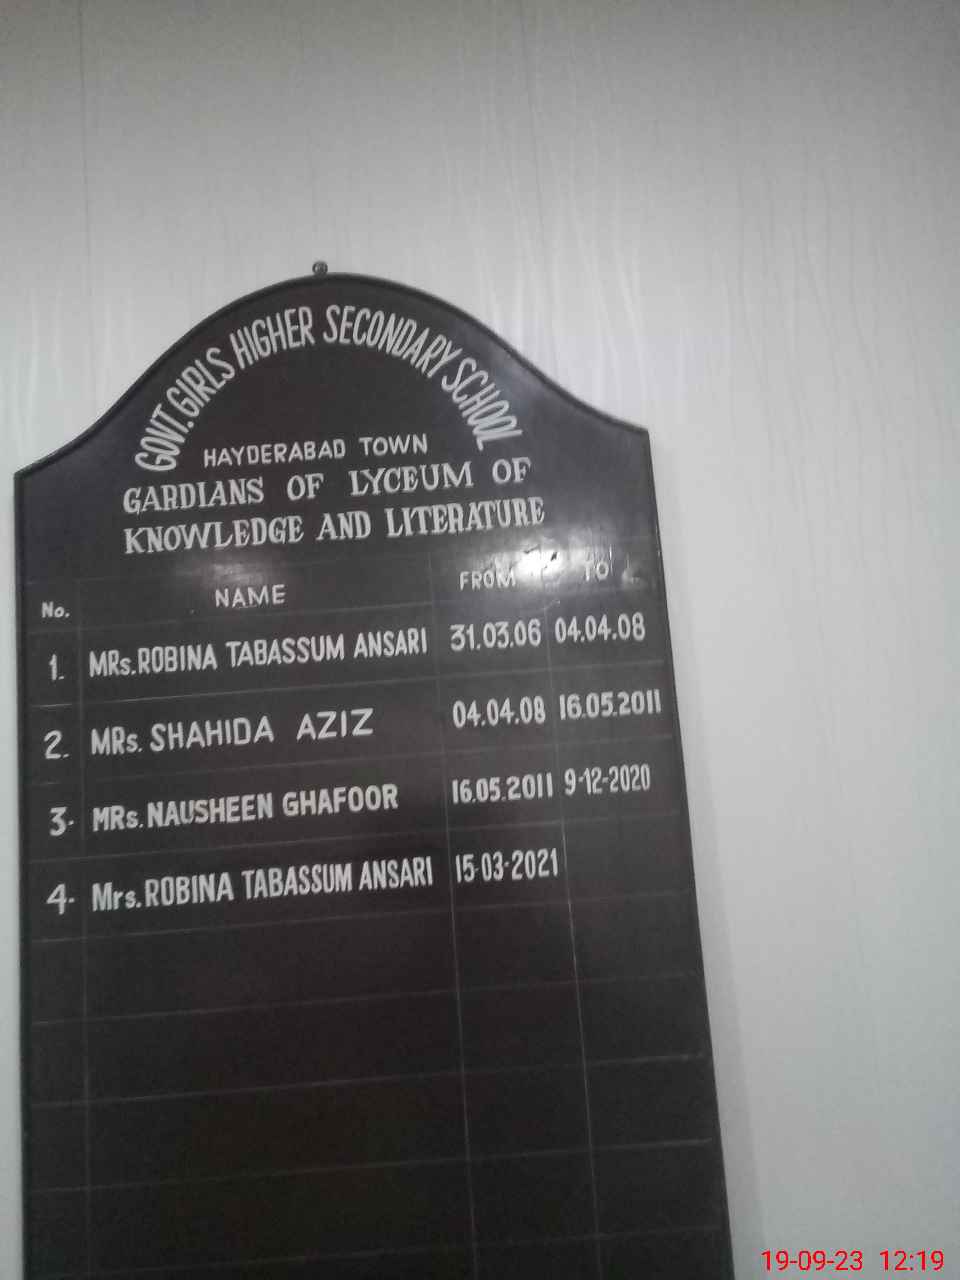 GOVT. GIRLS HIGHER SECONDARY SCHOOL
HAYDERABAD TOWN
GARDIANS OF LYCEUM OF
KNOWLEDGE AND LITERATURE
No. NAME FROM TO
1. MRs. ROBINA TABASSUM ANSARI 31.03.06 04.04.08
2. MRs. SHAHIDA AZIZ 04.04.08 16.05.2011
3. MRs. NAUSHEEN GHAFOOR 16.05.2011 9-12-2020
4. Mrs. ROBINA TABASSUM ANSARI 15-03-2021
19-09-23 12:19